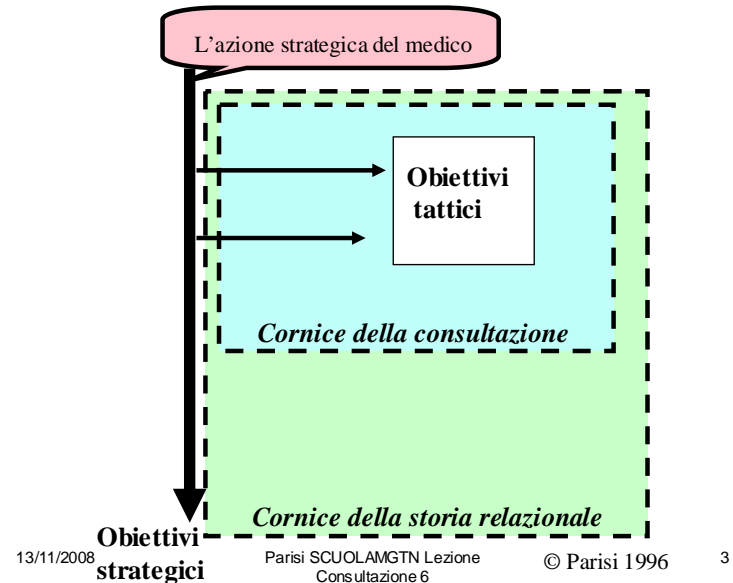 L’azione strategica del medico
Obiettivi
tattici
Cornice della consultazione
Cornice della storia relazionale
Obiettivi
strategici
13/11/2008
Parisi SCUOLAMGTN Lezione
Consultazione 6
© Parisi 1996
3